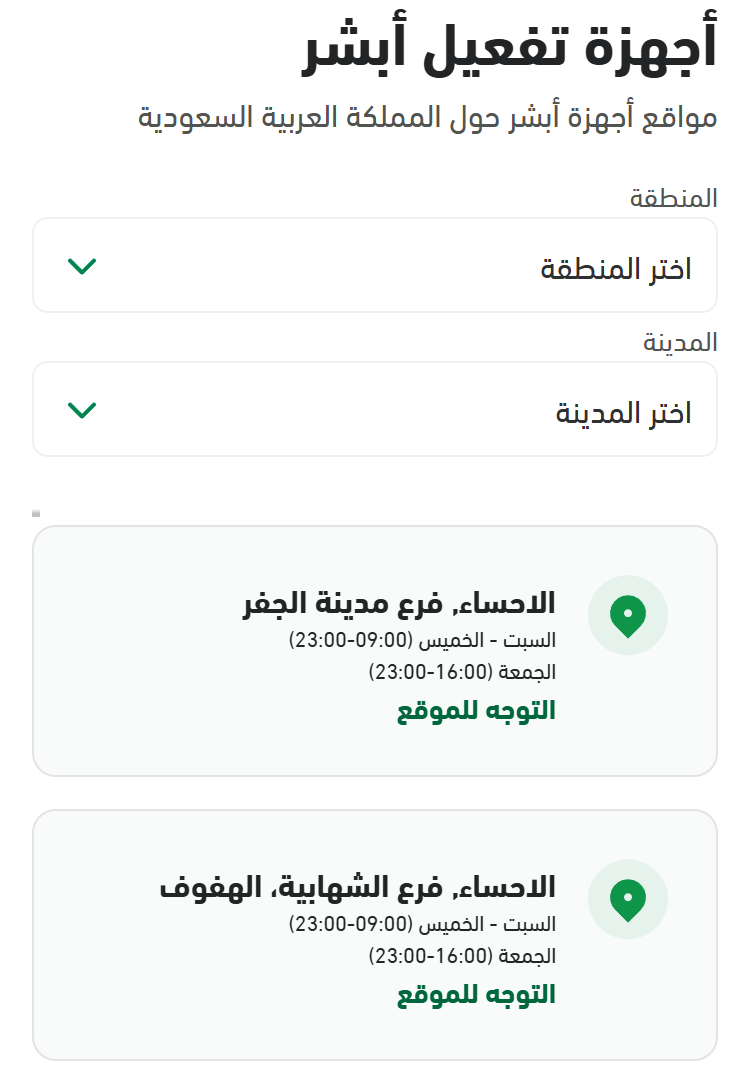 أجهزة تفعيل أبشر
مواقع أجهزة أبشر حول المملكة العربية السعودية
المنطقة
اختر المنطقة
المدينة
اختر المدينة
الاحساء, فرع مدينة الجفر
السبت - الخميس (09:00-23:00)
الجمعة (16:00-23:00)
التوجه للموقع
الاحساء, فرع الشهابية، الهفوف
السبت - الخميس (09:00-23:00)
الجمعة (16:00-23:00)
التوجه للموقع